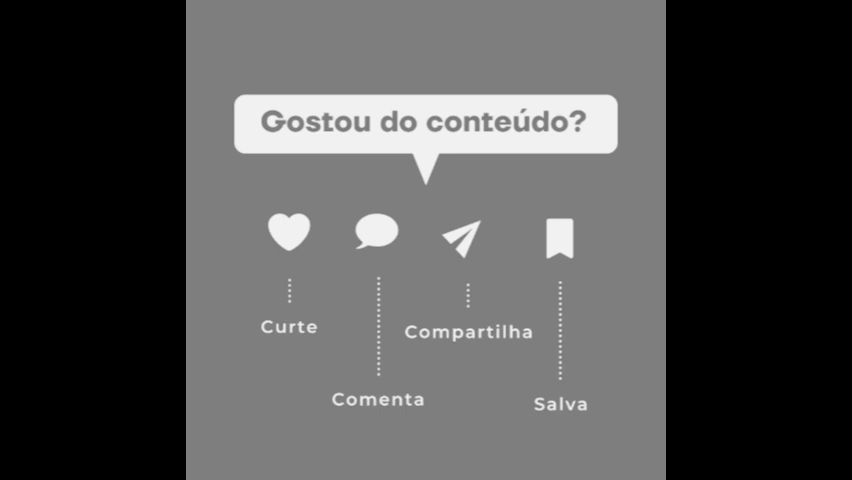 Gostou do conteúdo?
Curte
Compartilha
Comenta
Salva